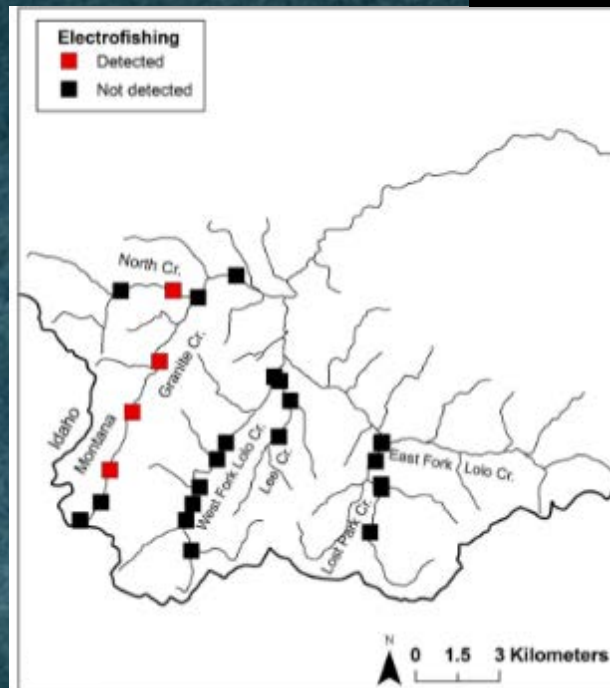 Electrofishing
Detected
Not detected
North Cr.
Granite Cr.
Idaho
Montana
West Fork Lolo Cr.
Lee Cr.
East Fork Lolo Cr.
Lost Park Cr.
N
0 1.5 3 Kilometers